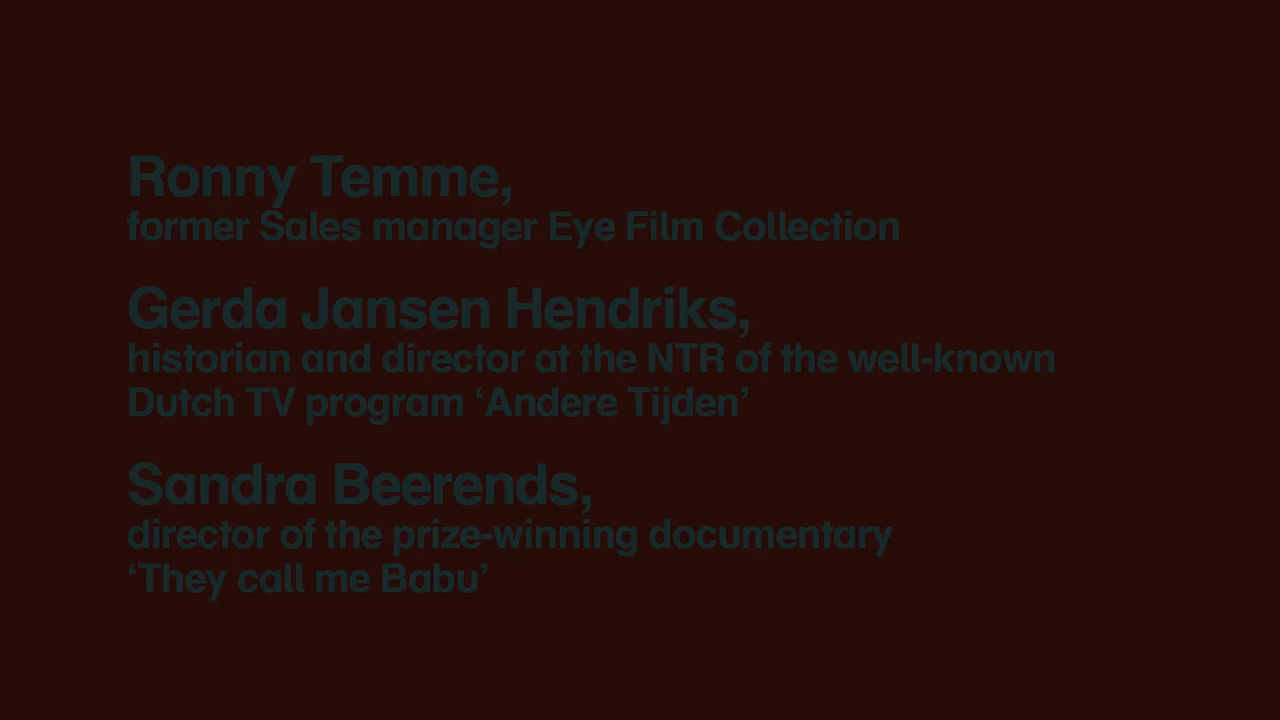 Ronny Temme,
former Sales manager Eye Film Collection
Gerda Jansen Hendriks,
historian and director at the NTR of the well-known
Dutch TV program ‘Andere Tijden’
Sandra Beerends,
director of the prize-winning documentary
‘They call me Babu’